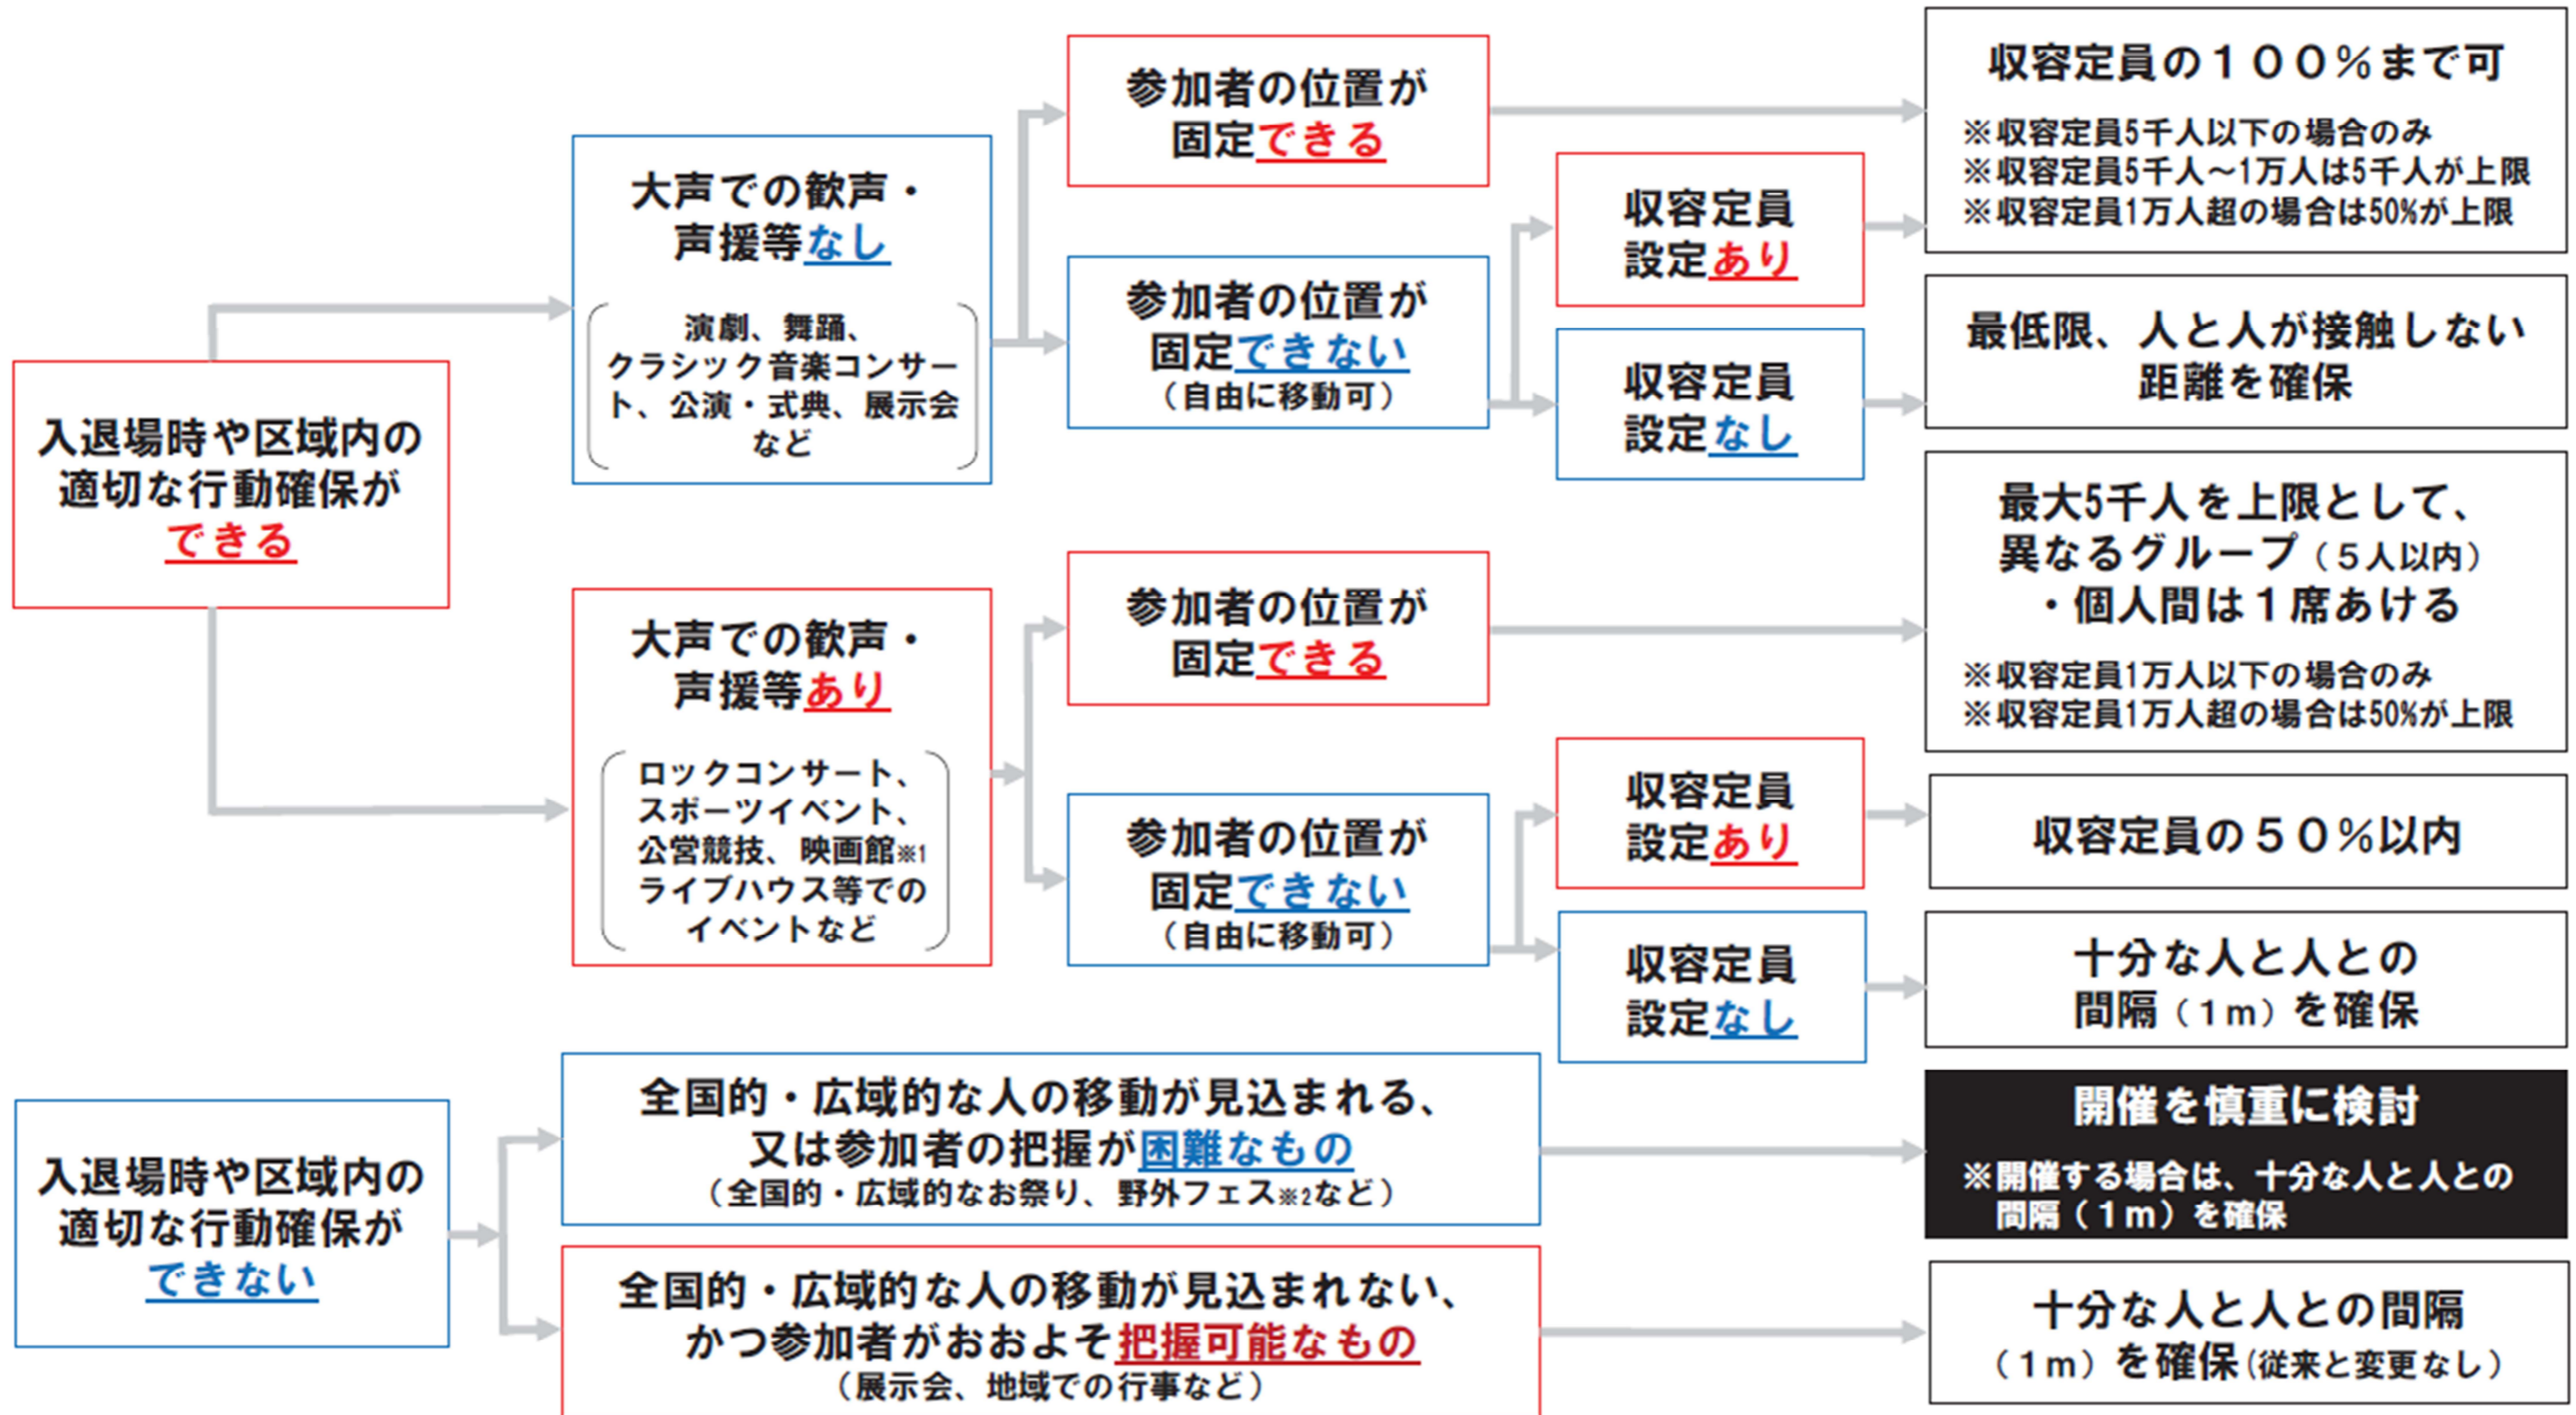 入退場時や区域内の
適切な行動確保が
できる
大声での歓声・
声援等なし
演劇、舞踊、
クラシック音楽コンサー
ト、公演・式典、展示会
など
参加者の位置が
固定できる
参加者の位置が
固定できない
（自由に移動可）
収容定員
設定あり
収容定員
設定なし
収容定員の１００％まで可
※収容定員5千人以下の場合のみ
※収容定員5千人～1万人は5千人が上限
※収容定員1万人超の場合は50%が上限
最低限、人と人が接触しない
距離を確保
大声での歓声・
声援等あり
ロックコンサート、
スポーツイベント、
公営競技、映画館※1
ライブハウス等での
イベントなど
参加者の位置が
固定できる
参加者の位置が
固定できない
（自由に移動可）
収容定員
設定あり
収容定員
設定なし
最大5千人を上限として、
異なるグループ（５人以内）
・個人間は１席あける
※収容定員1万人以下の場合のみ
※収容定員1万人超の場合は50%が上限
収容定員の５０％以内
十分な人と人との
間隔（１ｍ）を確保
入退場時や区域内の
適切な行動確保が
できない
全国的・広域的な人の移動が見込まれる、
又は参加者の把握が困難なもの
（全国的・広域的なお祭り、野外フェス※2など）
開催を慎重に検討
※開催する場合は、十分な人と人との
間隔（１ｍ）を確保
全国的・広域的な人の移動が見込まれない、
かつ参加者がおおよそ把握可能なもの
（展示会、地域での行事など）
十分な人と人との間隔
（１ｍ）を確保(従来と変更なし）